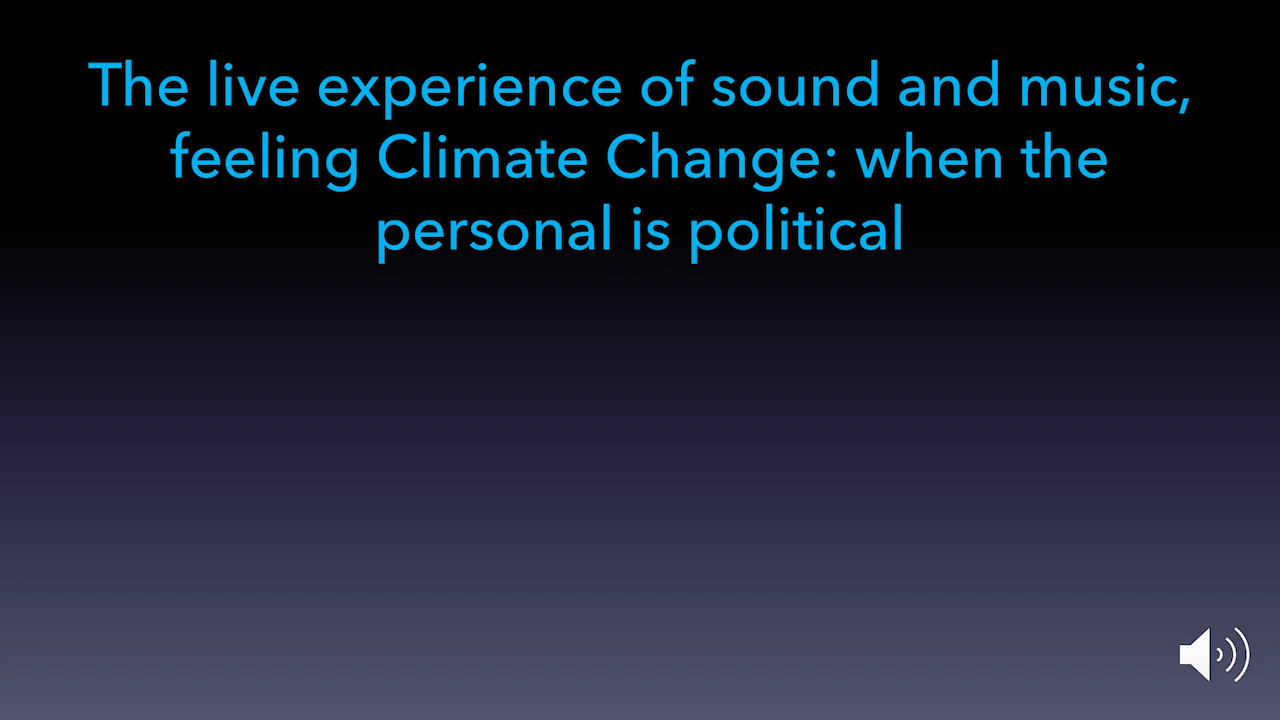 The live experience of sound and music,
feeling Climate Change: when the
personal is political